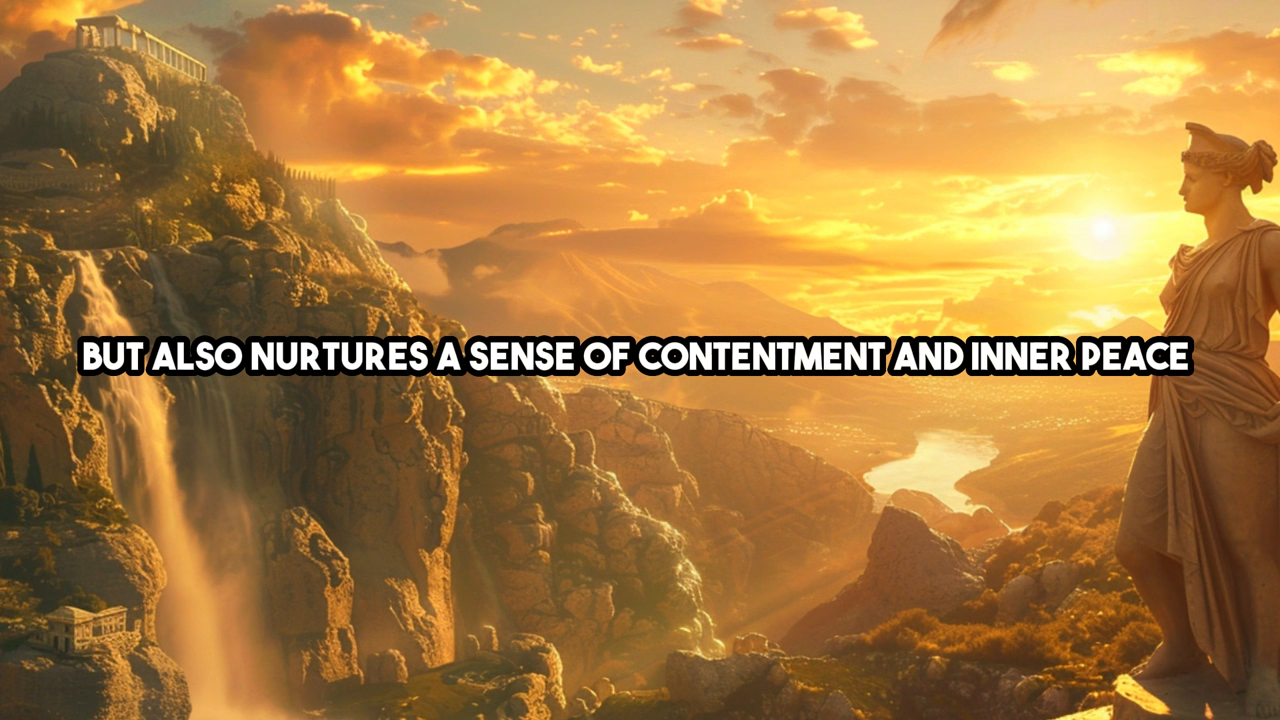 BUT ALSO NURTURES A SENSE OF CONTENTMENT AND INNER PEACE